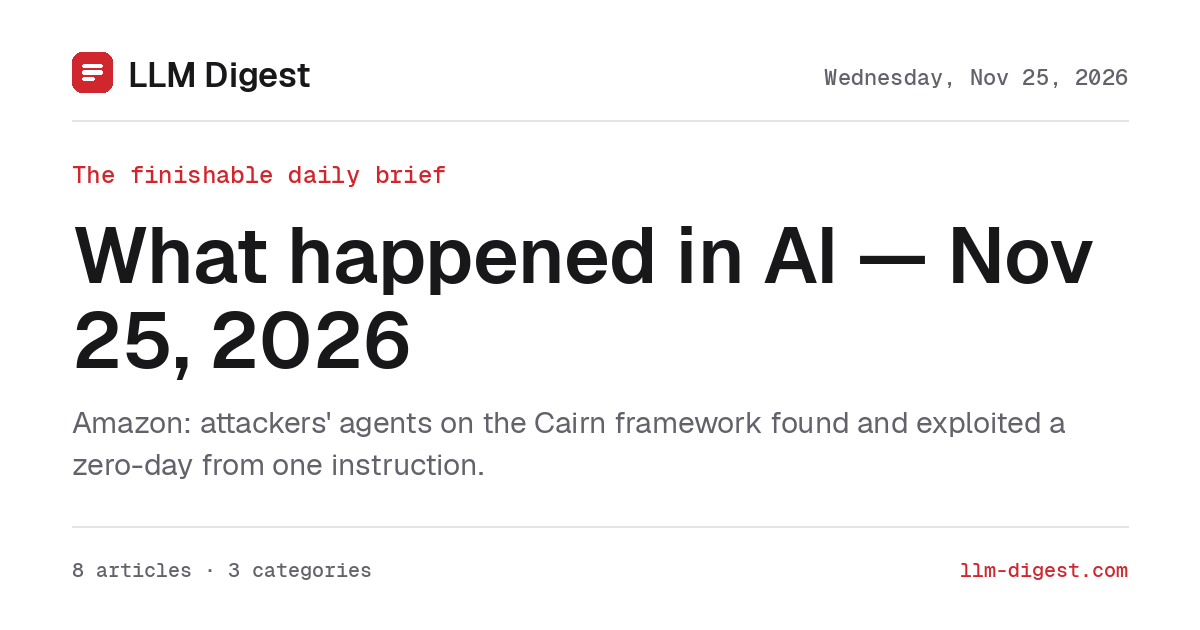 LLM Digest
Wednesday, Nov 25, 2026
The finishable daily brief
What happened in AI — Nov
25, 2026
Amazon: attackers' agents on the Cairn framework found and exploited a
zero-day from one instruction.
8 articles · 3 categories
llm-digest.com